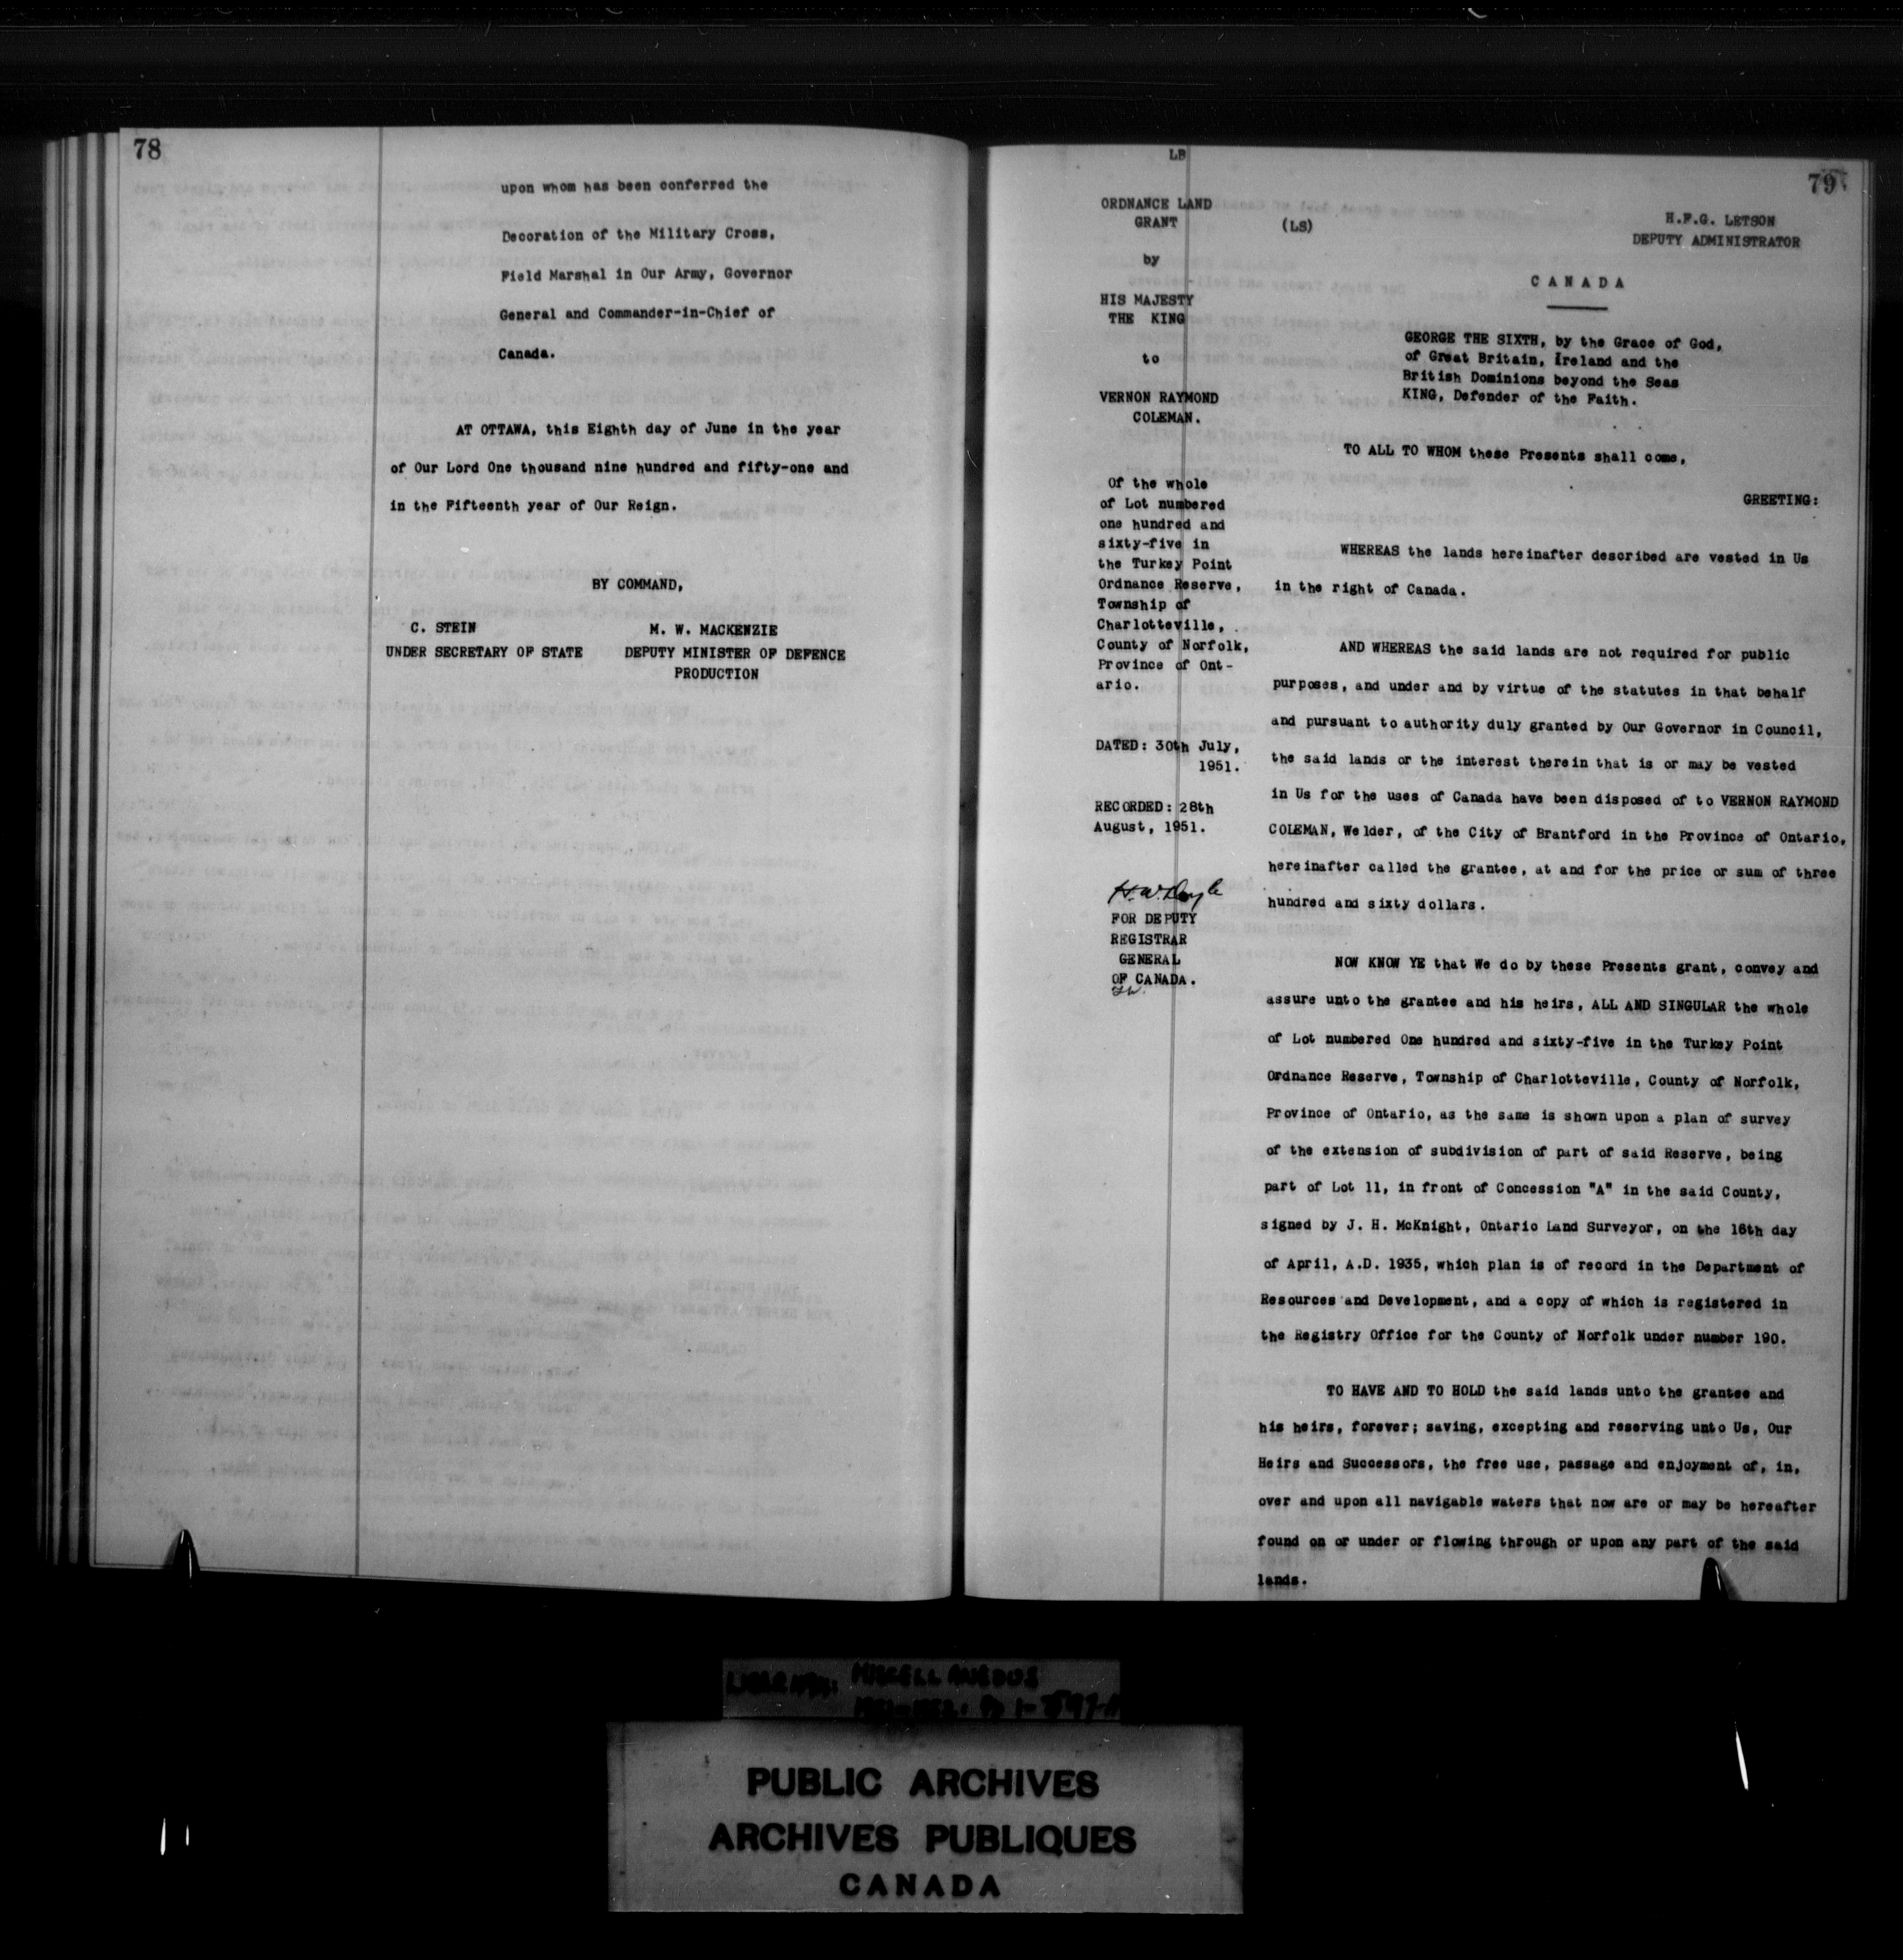 78
upon whom has been conferred the
Decoration of the Military Cross,
Field Marshal in Our Army, Governor
General and Commander-in-Chief of
Canada.
AT OTTAWA, this Eighth day of June in the year
of Our Lord One thousand nine hundred and fifty-one and
in the Fifteenth year of Our Reign.
BY COMMAND,
C. STEIN
UNDER SECRETARY OF STATE
M. W. MACKENZIE
DEPUTY MINISTER OF DEFENCE
PRODUCTION
LB
79
ORDNANCE LAND
GRANT
by
HIS MAJESTY
THE KING
to
VERNON RAYMOND
COLEMAN.
Of the whole
of Lot numbered
one hundred and
sixty-five in
the Turkey Point
Ordnance Reserve,
Township of
Charlotteville,
County of Norfolk,
Province of Ont-
ario.
DATED: 30th July,
1951.
RECORDED: 28th
August, 1951.
H.W. Doyle
FOR DEPUTY
REGISTRAR
GENERAL
OF CANADA.
(LS)
H.F.G. LETSON
DEPUTY ADMINISTRATOR
CANADA
GEORGE THE SIXTH, by the Grace of God,
of Great Britain, Ireland and the
British Dominions beyond the Seas
KING, Defender of the Faith.
TO ALL TO WHOM these Presents shall come,
GREETING:
WHEREAS the lands hereinafter described are vested in Us
in the right of Canada.
AND WHEREAS the said lands are not required for public
purposes, and under and by virtue of the statutes in that behalf
and pursuant to authority duly granted by Our Governor in Council,
the said lands or the interest therein that is or may be vested
in Us for the uses of Canada have been disposed of to VERNON RAYMOND
COLEMAN, Welder, of the City of Brantford in the Province of Ontario,
hereinafter called the grantee, at and for the price or sum of three
hundred and sixty dollars.
NOW KNOW YE that We do by these Presents grant, convey and
assure unto the grantee and his heirs, ALL AND SINGULAR the whole
of Lot numbered One hundred and sixty-five in the Turkey Point
Ordnance Reserve, Township of Charlotteville, County of Norfolk,
Province of Ontario, as the same is shown upon a plan of survey
of the extension of subdivision of part of said Reserve, being
part of Lot 11, in front of Concession "A" in the said County,
signed by J. H. McKnight, Ontario Land Surveyor, on the 16th day
of April, A.D. 1935, which plan is of record in the Department of
Resources and Development, and a copy of which is registered in
the Registry Office for the County of Norfolk under number 190.
TO HAVE AND TO HOLD the said lands unto the grantee and
his heirs, forever; saving, excepting and reserving unto Us, Our
Heirs and Successors, the free use, passage and enjoyment of, in,
over and upon all navigable waters that now are or may be hereafter
found on or under or flowing through or upon any part of the said
lands.
MISCELLANEOUS
PUBLIC ARCHIVES
ARCHIVES PUBLIQUES
CANADA